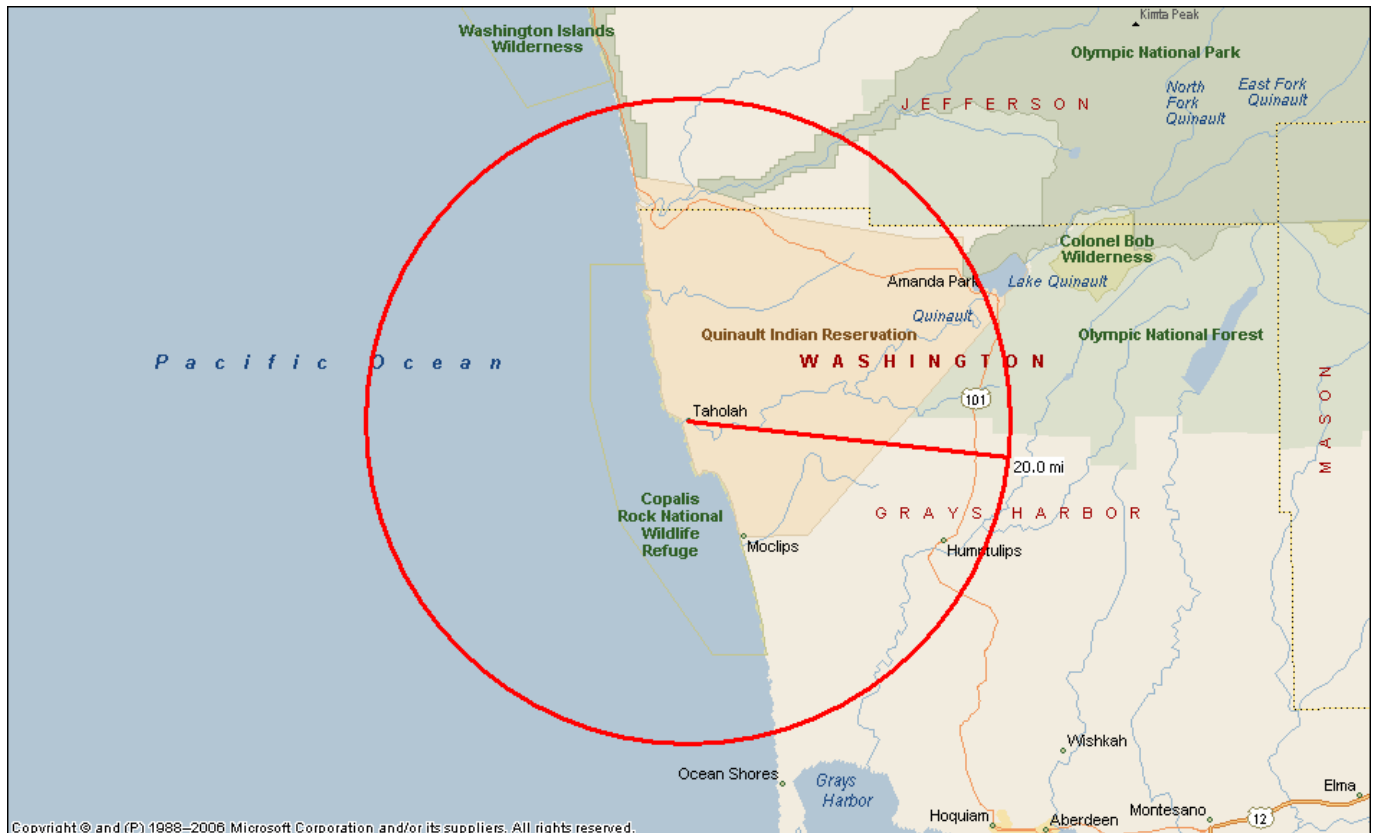 Kimta Peak
Washington Islands
Wilderness
Olympic National Park
North
Fork
Quinault
East Fork
Quinault
JEFFERSON
Colonel Bob
Wilderness
Amanda Park
Lake Quinault
Quinault
Quinault Indian Reservation
Olympic National Forest
Pacific Ocean
WASHINGTON
MASON
101
Taholah
20.0 mi
Copalis
Rock National
Wildlife
Refuge
GRAYS HARBOR
Moclips
Humptulips
Wishkah
Ocean Shores
Grays
Harbor
Elma
Hoquiam
Aberdeen
Montesano
12
Copyright © and (P) 1988–2006 Microsoft Corporation and/or its suppliers. All rights reserved.